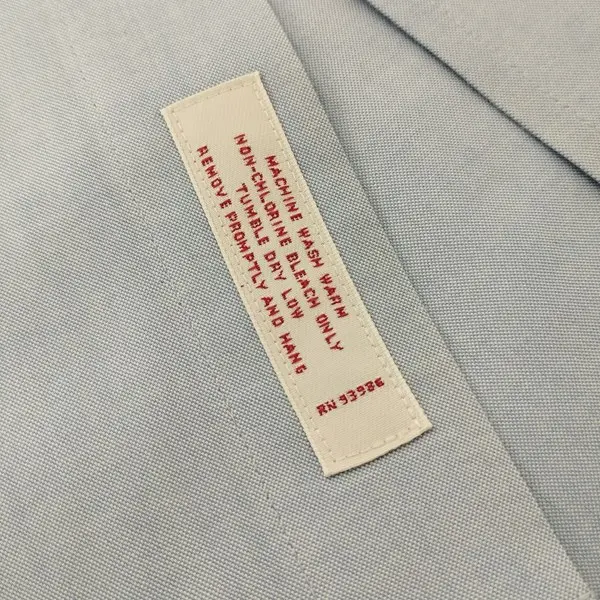 MACHINE WASH WARM
NON-CHLORINE BLEACH ONLY
TUMBLE DRY LOW
REMOVE PROMPTLY AND HANG
RN 93986